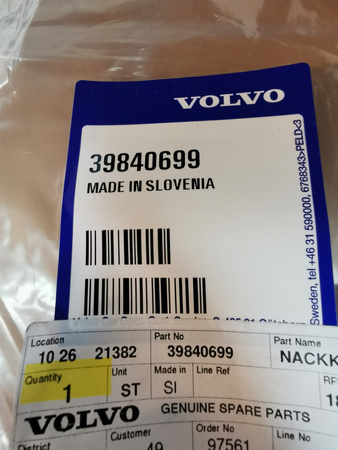 VOLVO
39840699
MADE IN SLOVENIA
Sweden, tel +46 31 590000, 6768343>PELD<3
Location
10 26 21382
Part No
39840699
Part Name
NACKK
Quantity
1
Unit
ST
Made in
SI
Line Ref
18
VOLVO
GENUINE SPARE PARTS
District
Customer
49
Order No
97561
Line No